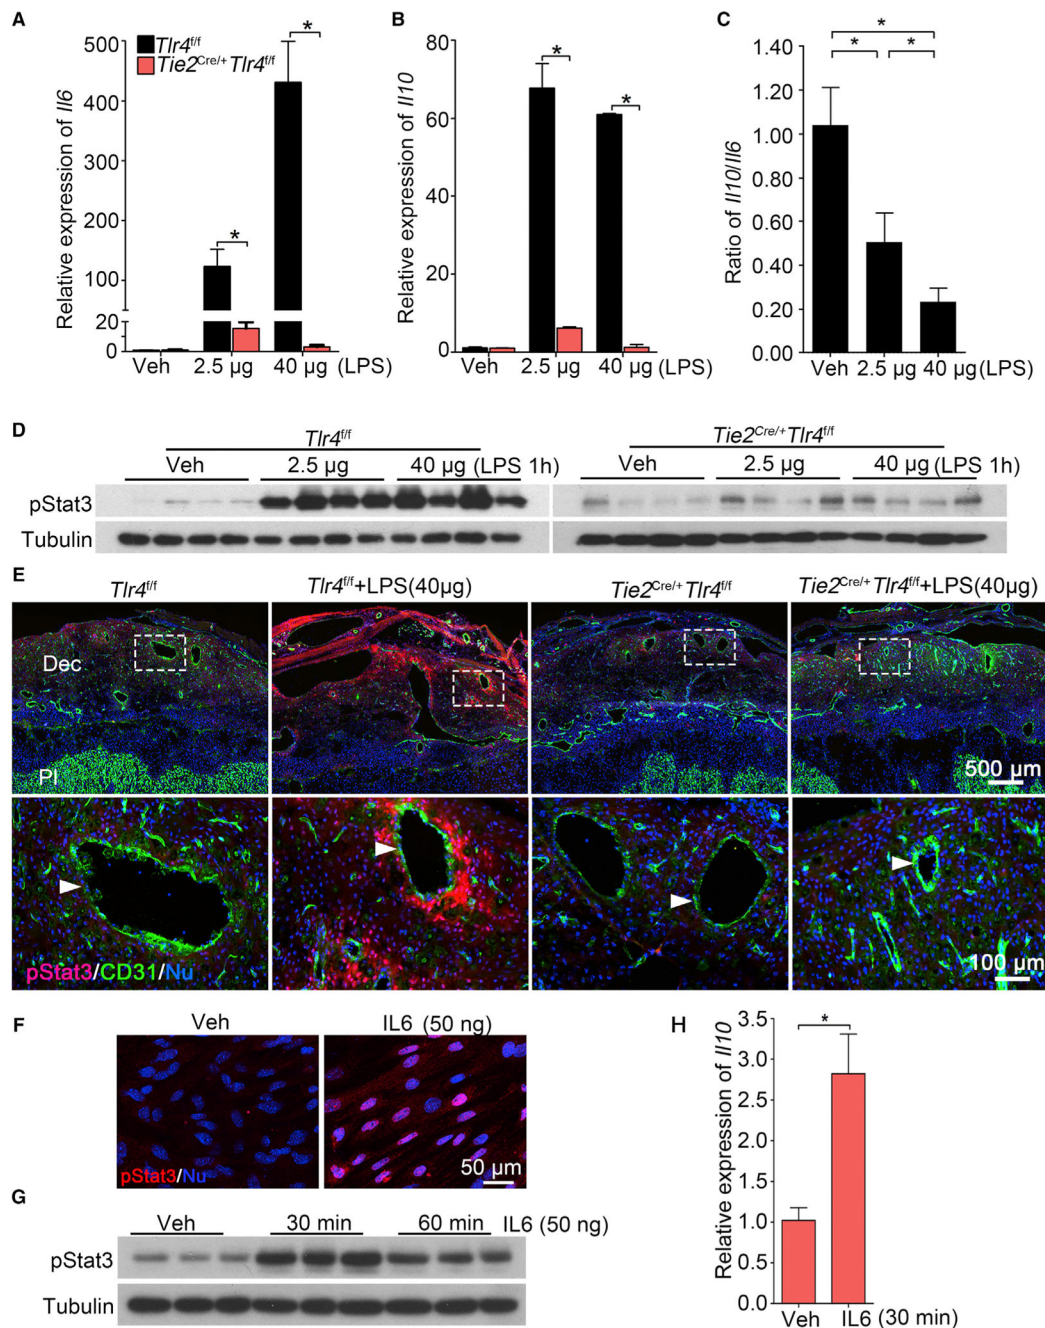 A
Relative expression of Il6
500
400
300
200
100
20
0
Tlr4f/f
Tie2Cre/+ Tlr4f/f
*
*
Veh 2.5 µg 40 µg (LPS)
B
Relative expression of Il10
80
60
40
20
0
*
*
Veh 2.5 µg 40 µg (LPS)
C
Ratio of Il10/Il6
1.40
1.20
1.00
0.80
0.60
0.40
0.20
0.00
*
* *
Veh 2.5 µg 40 µg (LPS)
D
Tlr4f/f
Veh 2.5 µg 40 µg (LPS 1h)
Tie2Cre/+Tlr4f/f
Veh 2.5 µg 40 µg (LPS 1h)
pStat3
Tubulin
E
Tlr4f/f Tlr4f/f+LPS(40µg) Tie2Cre/+Tlr4f/f Tie2Cre/+Tlr4f/f+LPS(40µg)
Dec
Pl
500 µm
pStat3/CD31/Nu
100 µm
F
Veh IL6 (50 ng)
pStat3/Nu
50 µm
G
Veh 30 min 60 min IL6 (50 ng)
pStat3
Tubulin
H
Relative expression of Il10
3.5
3.0
2.5
2.0
1.5
1.0
0.5
0.0
*
Veh IL6 (30 min)